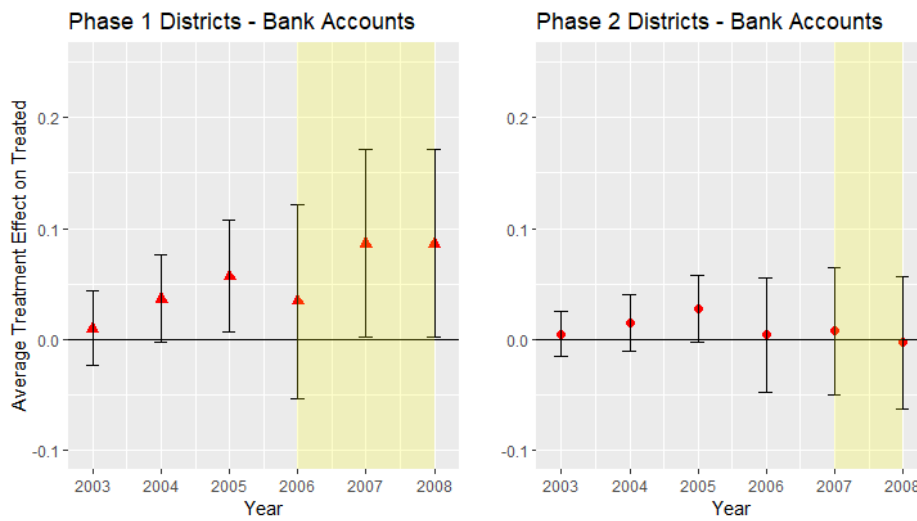 Phase 1 Districts - Bank Accounts
Average Treatment Effect on Treated
0.2
0.1
0.0
-0.1
2003 2004 2005 2006 2007 2008
Year
Phase 2 Districts - Bank Accounts
0.2
0.1
0.0
-0.1
2003 2004 2005 2006 2007 2008
Year